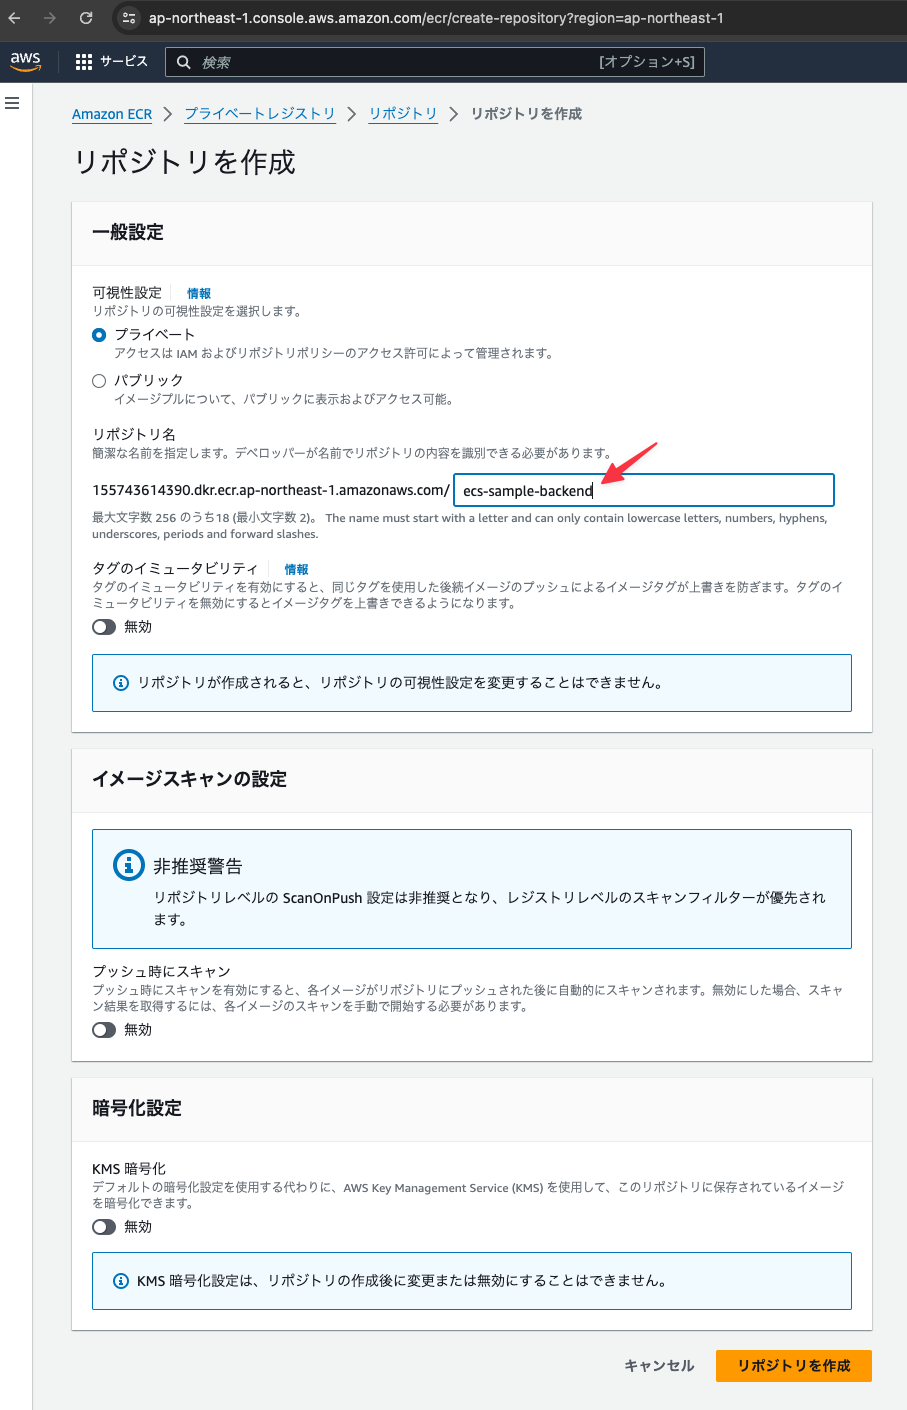 ap-northeast-1.console.aws.amazon.com/ecr/create-repository?region=ap-northeast-1
aws
サービス
検索
[オプション+S]
Amazon ECR
プライベートレジストリ
リポジトリ
リポジトリを作成
リポジトリを作成
一般設定
可視性設定
情報
リポジトリの可視性設定を選択します。
プライベート
アクセスは IAM およびリポジトリポリシーのアクセス許可によって管理されます。
パブリック
イメージプルについて、パブリックに表示およびアクセス可能。
リポジトリ名
簡潔な名前を指定します。デベロッパーが名前でリポジトリの内容を識別できる必要があります。
155743614390.dkr.ecr.ap-northeast-1.amazonaws.com/
ecs-sample-backend
最大文字数 256 のうち18 (最小文字数 2)。 The name must start with a letter and can only contain lowercase letters, numbers, hyphens,
underscores, periods and forward slashes.
タグのイミュータビリティ
情報
タグのイミュータビリティを有効にすると、同じタグを使用した後続イメージのプッシュによるイメージタグが上書きを防ぎます。タグのイ
ミュータビリティを無効にするとイメージタグを上書きできるようになります。
無効
リポジトリが作成されると、リポジトリの可視性設定を変更することはできません。
イメージスキャンの設定
非推奨警告
リポジトリレベルの ScanOnPush 設定は非推奨となり、レジストリレベルのスキャンフィルターが優先され
ます。
プッシュ時にスキャン
プッシュ時にスキャンを有効にすると、各イメージがリポジトリにプッシュされた後に自動的にスキャンされます。無効にした場合、スキャ
ン結果を取得するには、各イメージのスキャンを手動で開始する必要があります。
無効
暗号化設定
KMS 暗号化
デフォルトの暗号化設定を使用する代わりに、AWS Key Management Service (KMS) を使用して、このリポジトリに保存されているイメージ
を暗号化できます。
無効
KMS 暗号化設定は、リポジトリの作成後に変更または無効にすることはできません。
キャンセル
リポジトリを作成